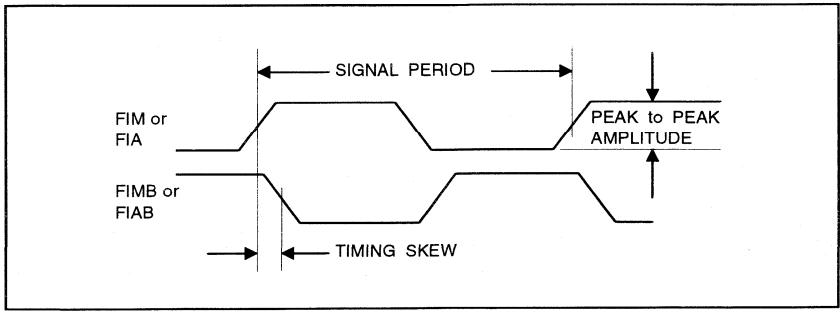 SIGNAL PERIOD
FIM or
FIA
PEAK to PEAK
AMPLITUDE
FIMB or
FIAB
TIMING SKEW